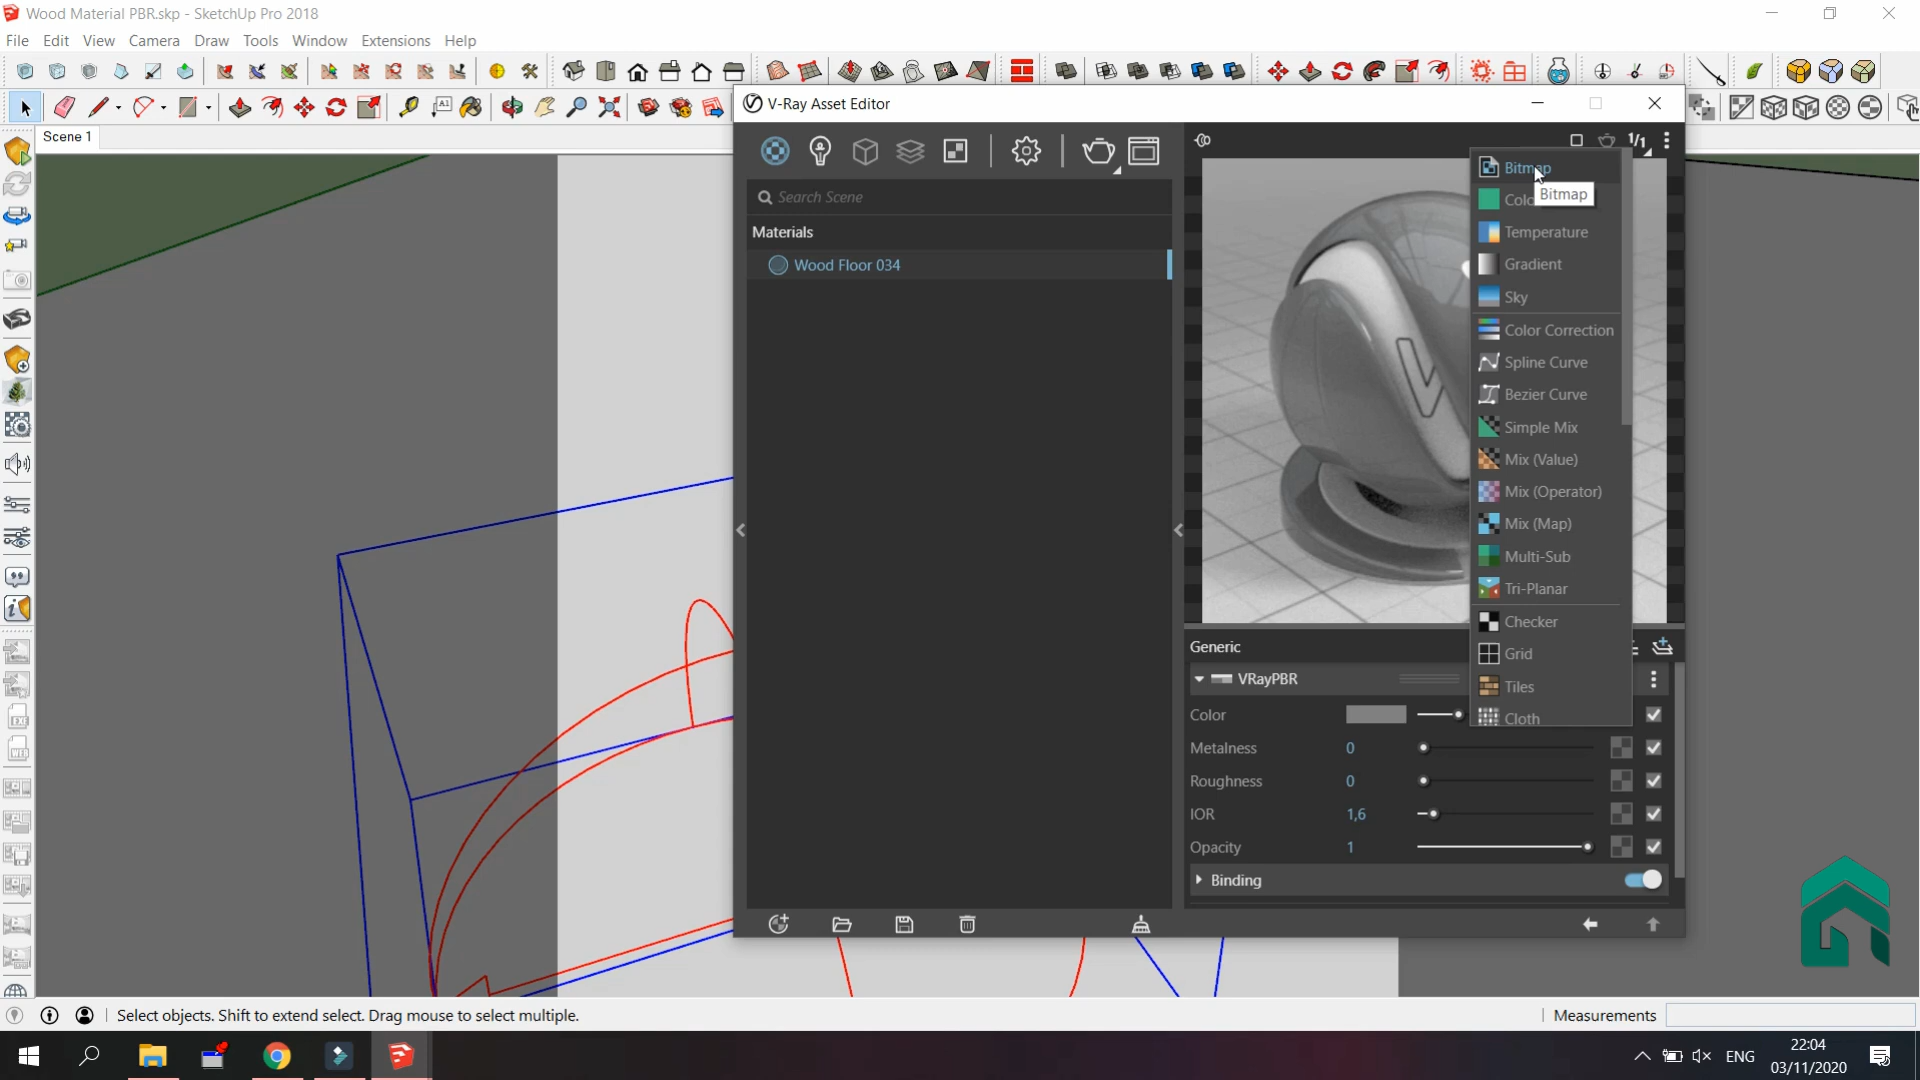 Wood Material PBR.skp - SketchUp Pro 2018
File Edit View Camera Draw Tools Window Extensions Help
Scene 1
V-Ray Asset Editor
1/1
Search Scene
Materials
Wood Floor 034
Bitmap
Bitmap
Temperature
Gradient
Sky
Color Correction
Spline Curve
Bezier Curve
Simple Mix
Mix (Value)
Mix (Operator)
Mix (Map)
Multi-Sub
Tri-Planar
Checker
Grid
Tiles
Cloth
Generic
VRayPBR
Color
Metalness 0
Roughness 0
IOR 1,6
Opacity 1
Binding
Select objects. Shift to extend select. Drag mouse to select multiple.
Measurements
ENG
22:04
03/11/2020